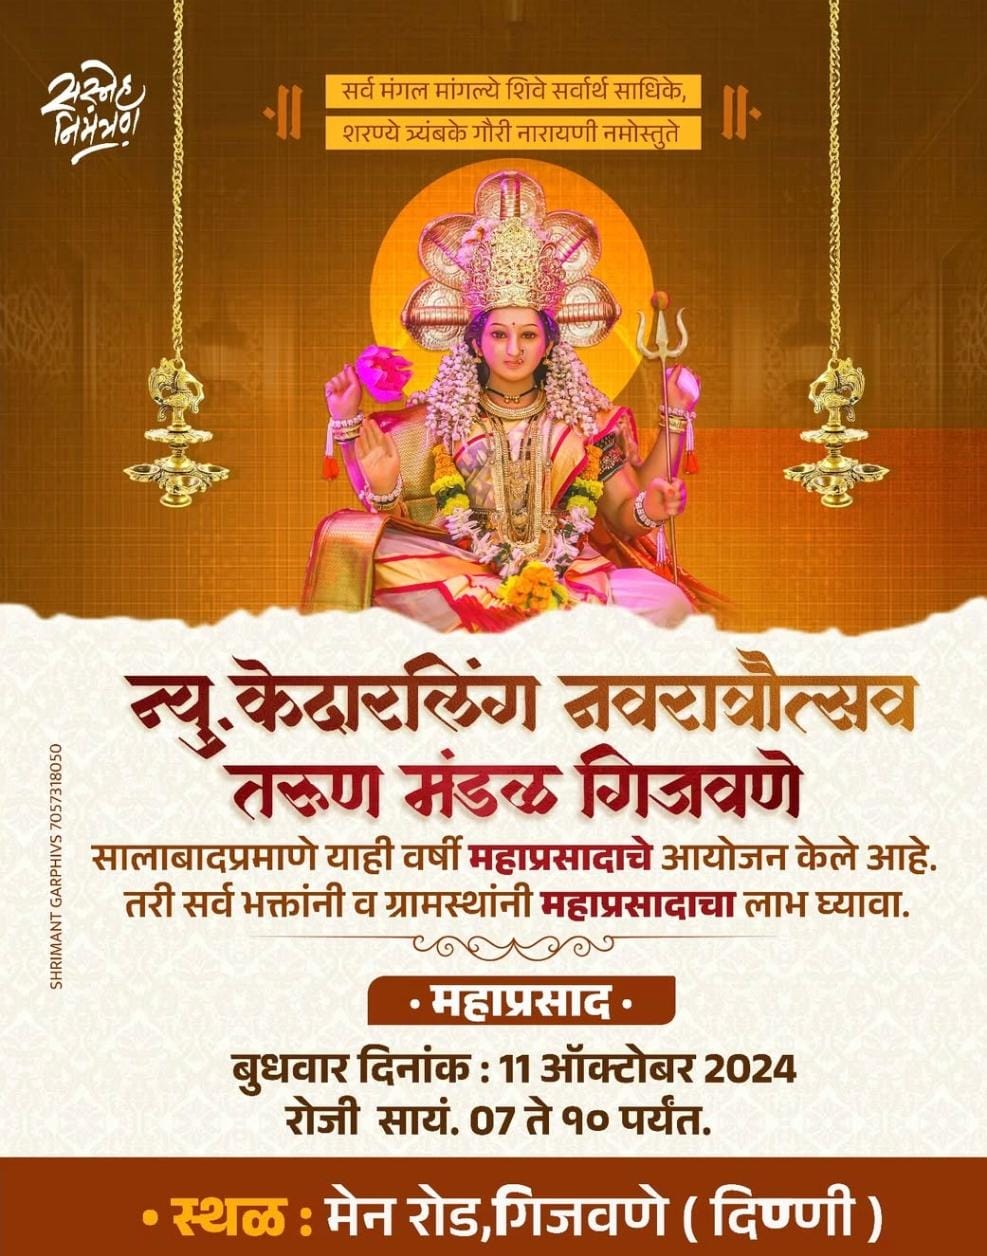 सस्नेह
निमंत्रण
सर्व मंगल मांगल्ये शिवे सर्वार्थ साधिके,
शरण्ये त्र्यंबके गौरी नारायणी नमोस्तुते
न्यु.केदारलिंग नवरात्रौत्सव
तरूण मंडळ गिजवणे
सालाबादप्रमाणे याही वर्षी महाप्रसादाचे आयोजन केले आहे.
तरी सर्व भक्तांनी व ग्रामस्थांनी महाप्रसादाचा लाभ घ्यावा.
SHRIMANT GARPHIVS 7057318050
• महाप्रसाद •
बुधवार दिनांक : 11 ऑक्टोबर 2024
रोजी सायं. 07 ते १० पर्यंत.
• स्थळ : मेन रोड,गिजवणे ( दिणणी )